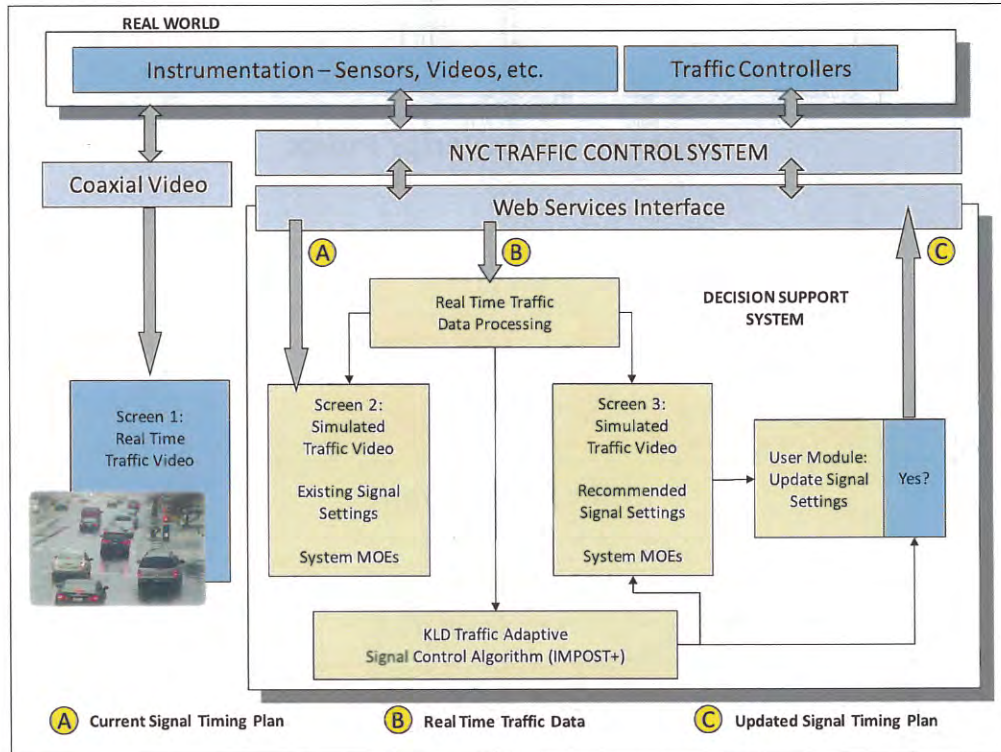 REAL WORLD
Instrumentation – Sensors, Videos, etc.
Traffic Controllers
NYC TRAFFIC CONTROL SYSTEM
Coaxial Video
Web Services Interface
A
B
C
Real Time Traffic
Data Processing
DECISION SUPPORT
SYSTEM
Screen 1:
Real Time
Traffic Video
Screen 2:
Simulated
Traffic Video
Existing Signal
Settings
System MOEs
Screen 3:
Simulated
Traffic Video
Recommended
Signal Settings
System MOEs
User Module:
Update Signal
Settings
Yes?
KLD Traffic Adaptive
Signal Control Algorithm (IMPOST+)
A Current Signal Timing Plan
B Real Time Traffic Data
C Updated Signal Timing Plan